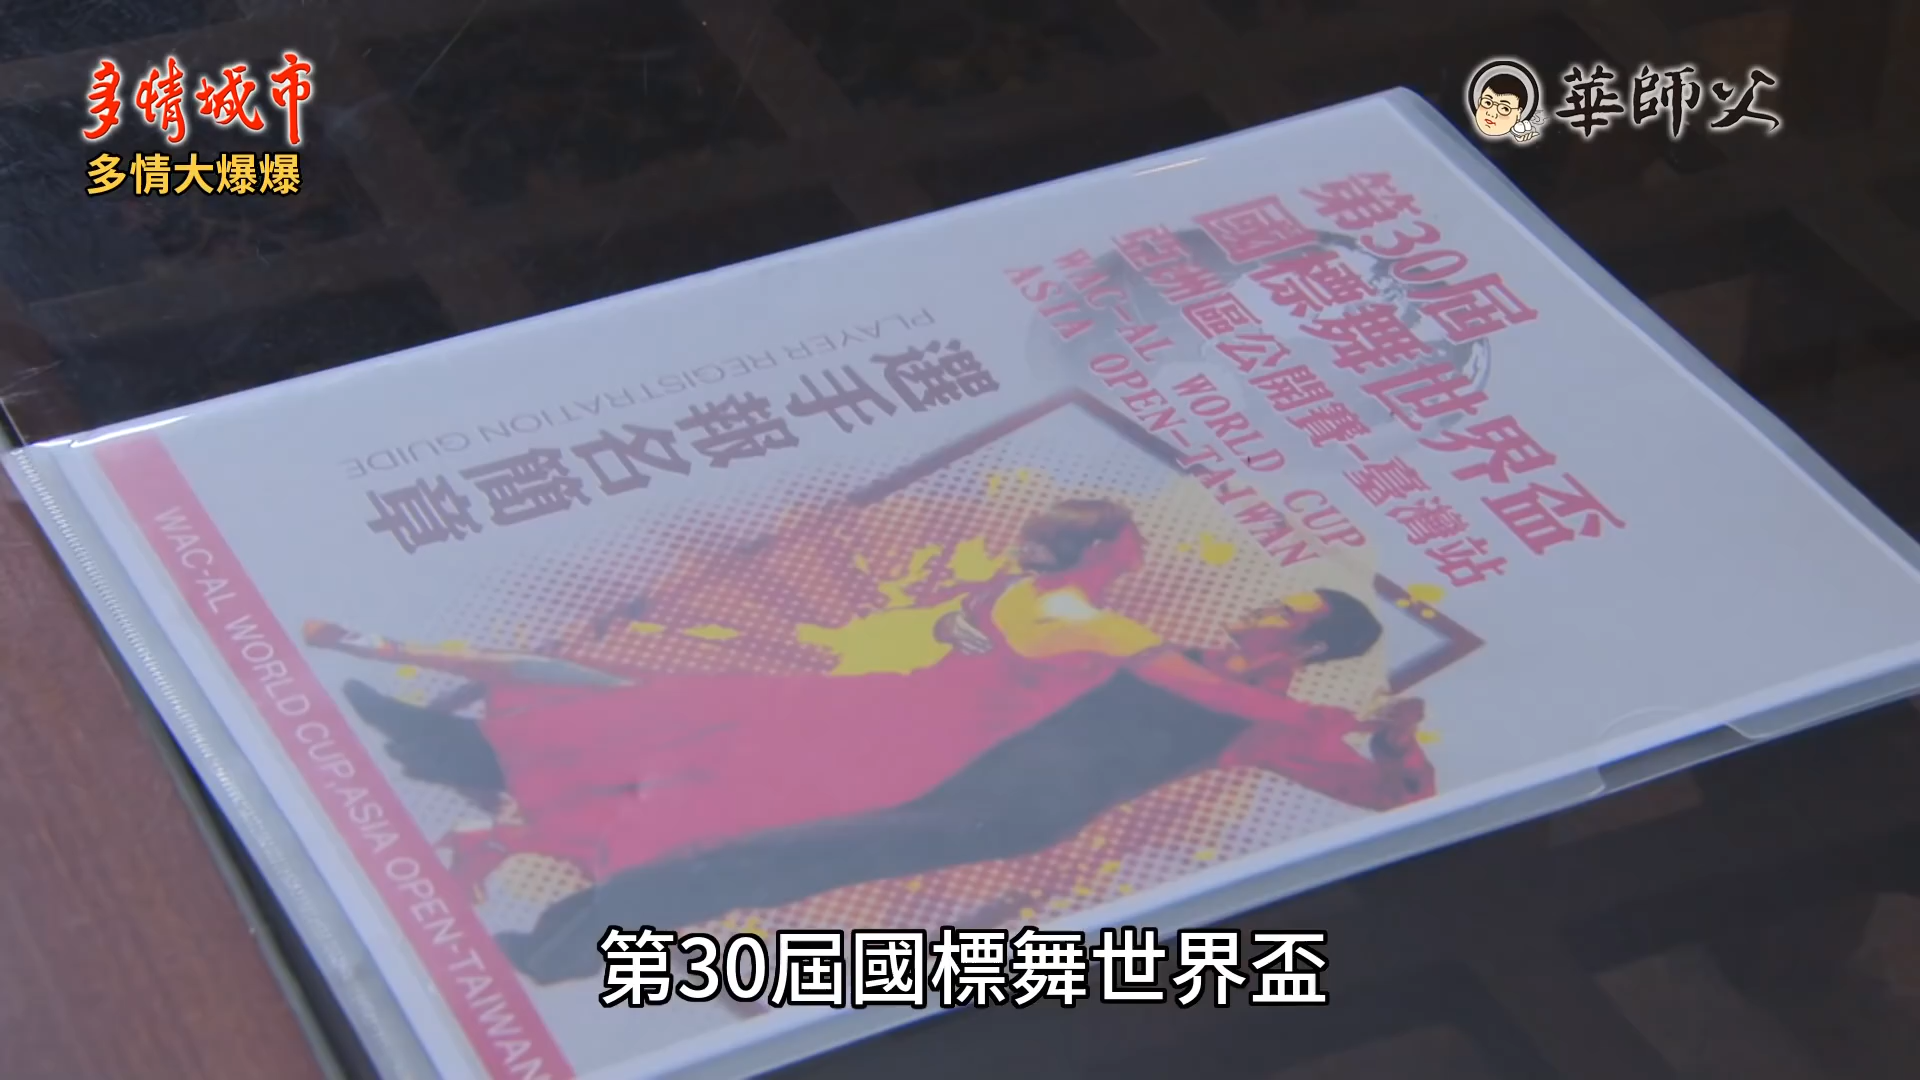 多情城市
多情大爆爆
華師父
第30屆
國標舞世界盃
亞洲區公開賽-臺灣站
WAC-AL WORLD CUP
ASIA OPEN-TAIWAN
選手報名簡章
PLAYER REGISTRATION GUIDE
WAC-AL WORLD CUP, ASIA OPEN-TAIWAN
第30屆國標舞世界盃